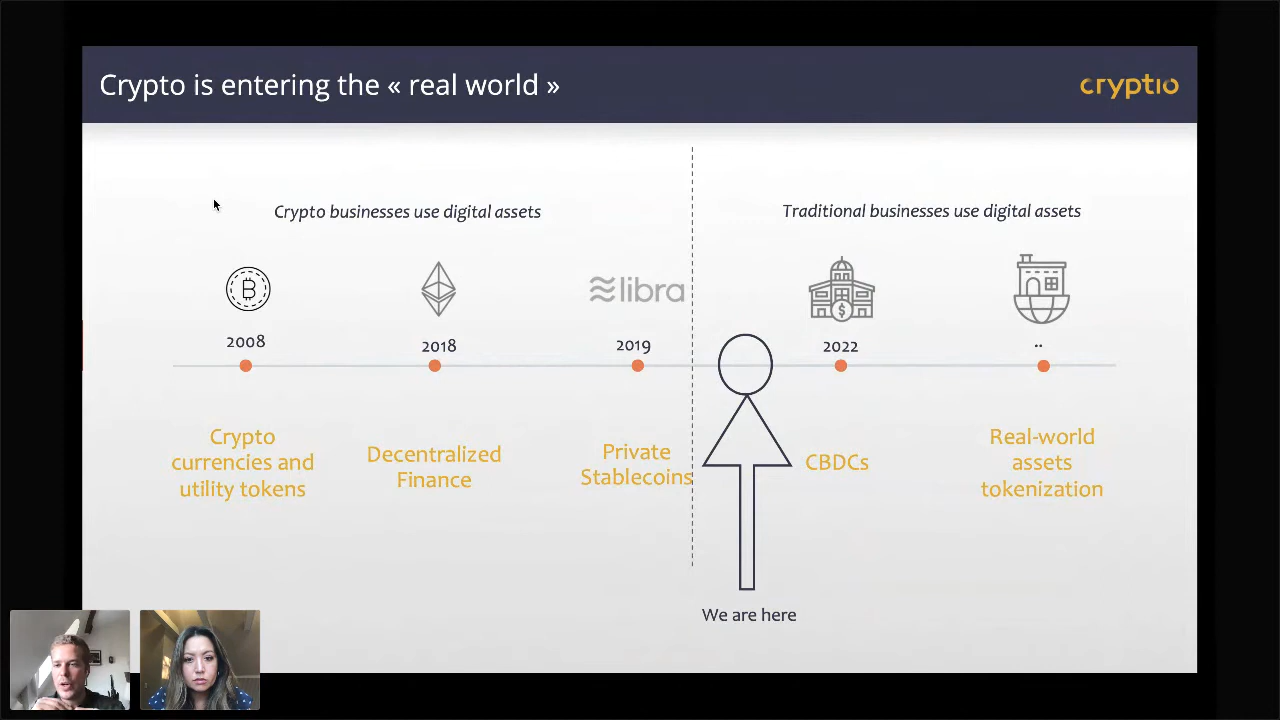 Crypto is entering the « real world »
cryptio
Crypto businesses use digital assets
Traditional businesses use digital assets
B
libra
$
2008
2018
2019
2022
..
Crypto
currencies and
utility tokens
Decentralized
Finance
Private
Stablecoins
CBDCs
Real-world
assets
tokenization
We are here